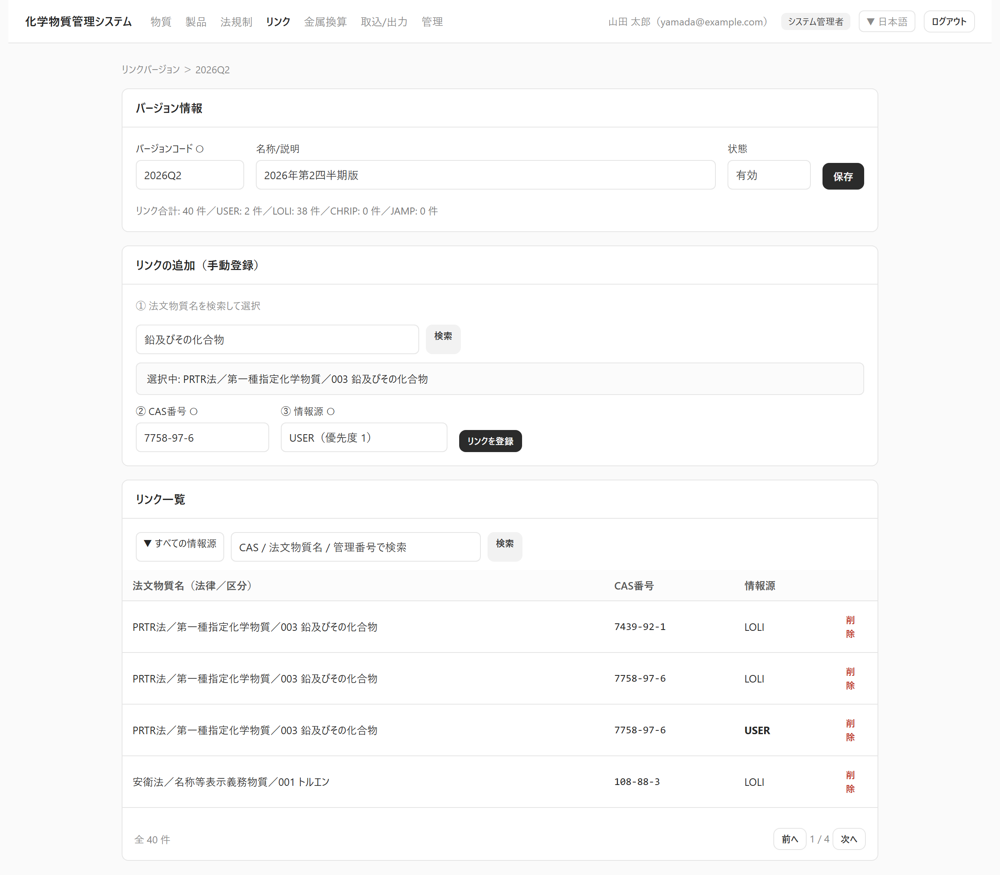 化学物質管理システム 物質 製品 法規制 リンク 金属換算 取込/出力 管理 山田 太郎（yamada@example.com） システム管理者 ▼ 日本語 ログアウト
リンクバージョン ＞ 2026Q2
バージョン情報
バージョンコード ○ 名称/説明 状態
2026Q2 2026年第2四半期版 有効 保存
リンク合計: 40 件／USER: 2 件／LOLI: 38 件／CHRIP: 0 件／JAMP: 0 件
リンクの追加（手動登録）
① 法文物質名を検索して選択
鉛及びその化合物 検索
選択中: PRTR法／第一種指定化学物質／003 鉛及びその化合物
② CAS番号 ○ ③ 情報源 ○
7758-97-6 USER（優先度 1） リンクを登録
リンク一覧
▼ すべての情報源 CAS / 法文物質名 / 管理番号で検索 検索
法文物質名（法律／区分） CAS番号 情報源
PRTR法／第一種指定化学物質／003 鉛及びその化合物 7439-92-1 LOLI 削除
PRTR法／第一種指定化学物質／003 鉛及びその化合物 7758-97-6 LOLI 削除
PRTR法／第一種指定化学物質／003 鉛及びその化合物 7758-97-6 USER 削除
安衛法／名称等表示義務物質／001 トルエン 108-88-3 LOLI 削除
全 40 件 前へ 1 / 4 次へ